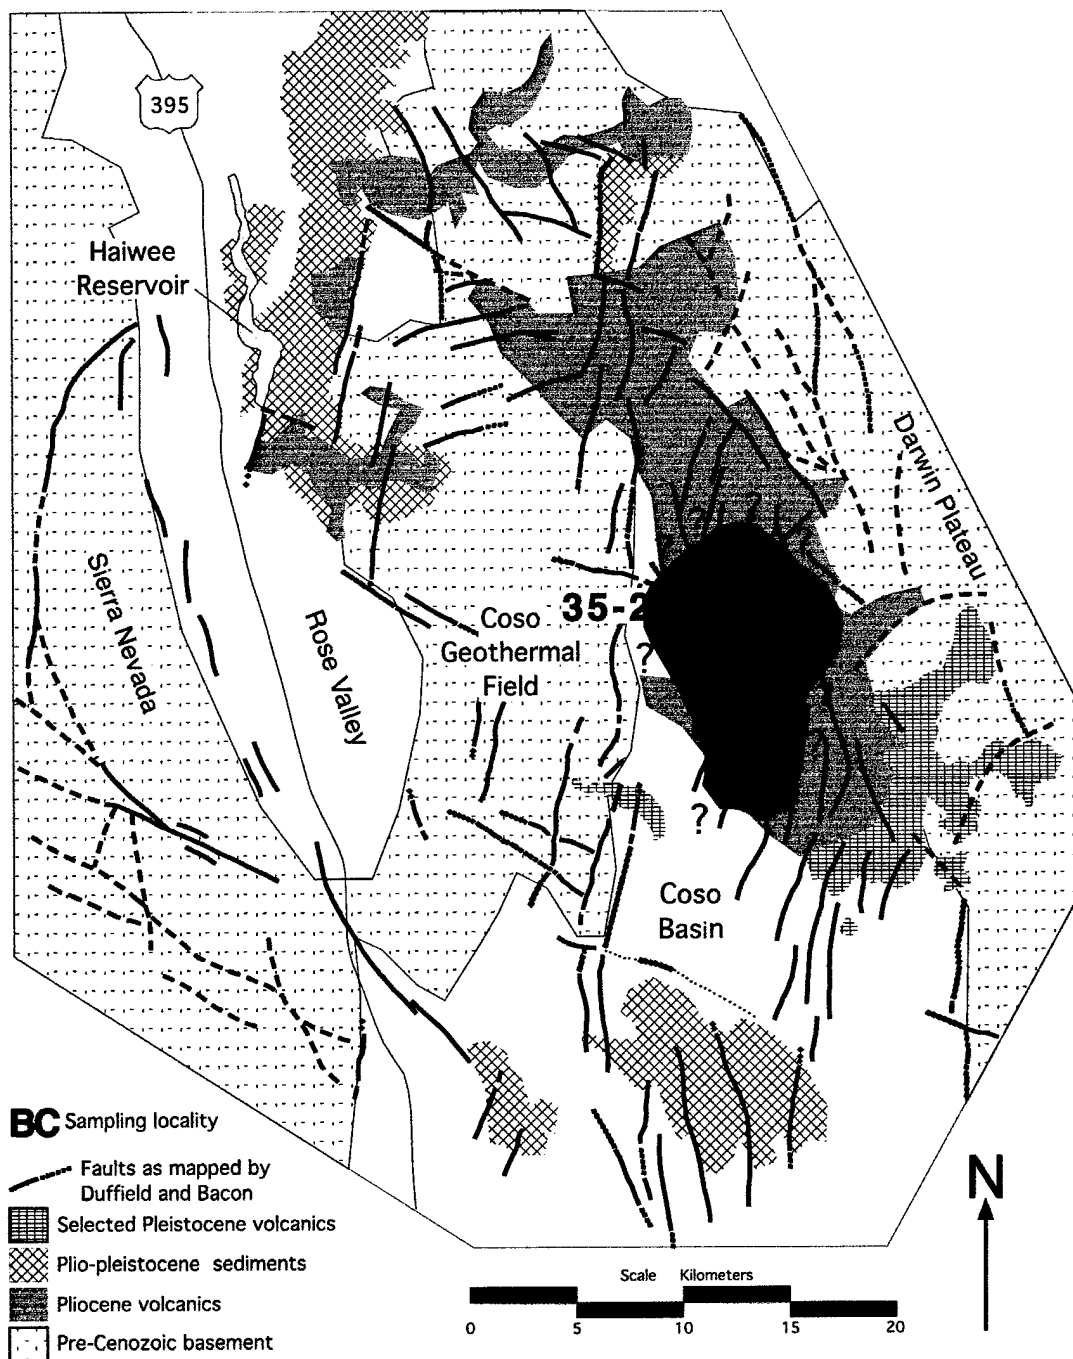 395
Haiwee
Reservoir
Darwin Plateau
Sierra Nevada
Rose Valley
?
?
35-2
Coso
Geothermal
Field
?
?
Coso
Basin
BC Sampling locality
Faults as mapped by
Duffield and Bacon
Selected Pleistocene volcanics
Plio-pleistocene sediments
Pliocene volcanics
Pre-Cenozoic basement
N
Scale Kilometers
0 5 10 15 20